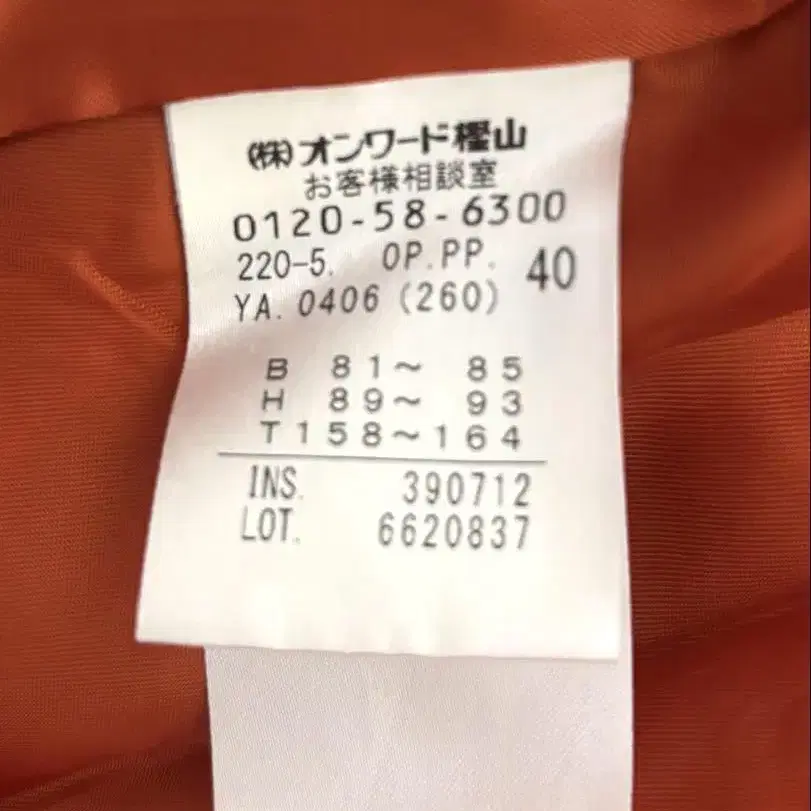 (株)オンワード樫山
お客様相談室
0120-58-6300
220-5. OP.PP. 40
YA. 0406 (260)
B 81～ 85
H 89～ 93
T158～164
INS. 390712
LOT. 6620837